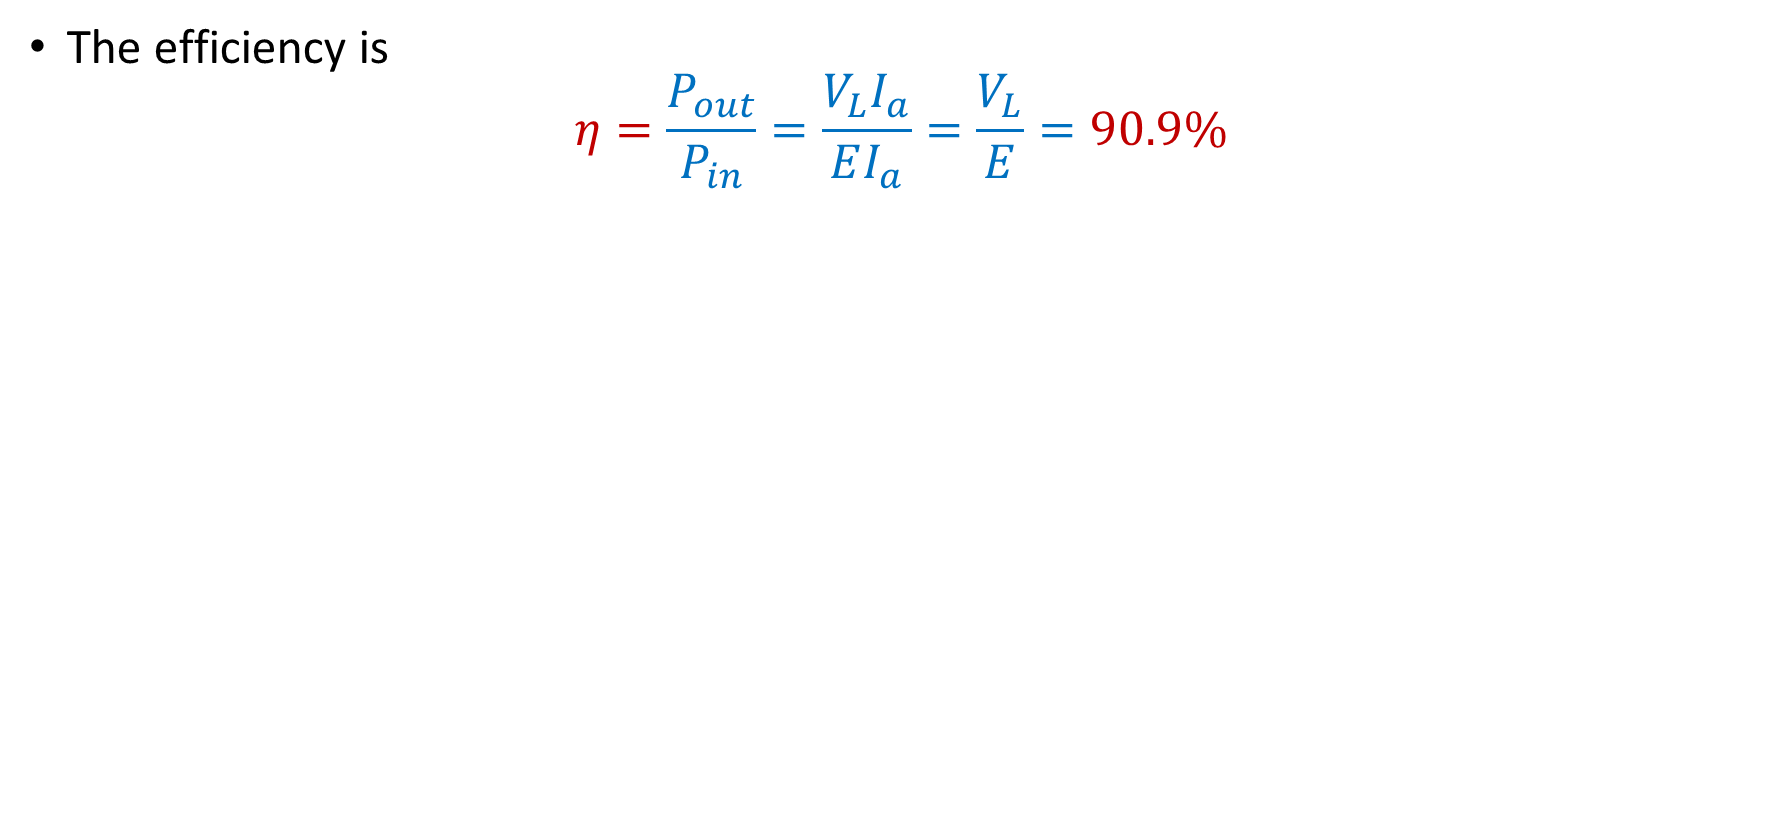 • The efficiency is
η = P_out/P_in = V_L I_a/E I_a = V_L/E = 90.9%